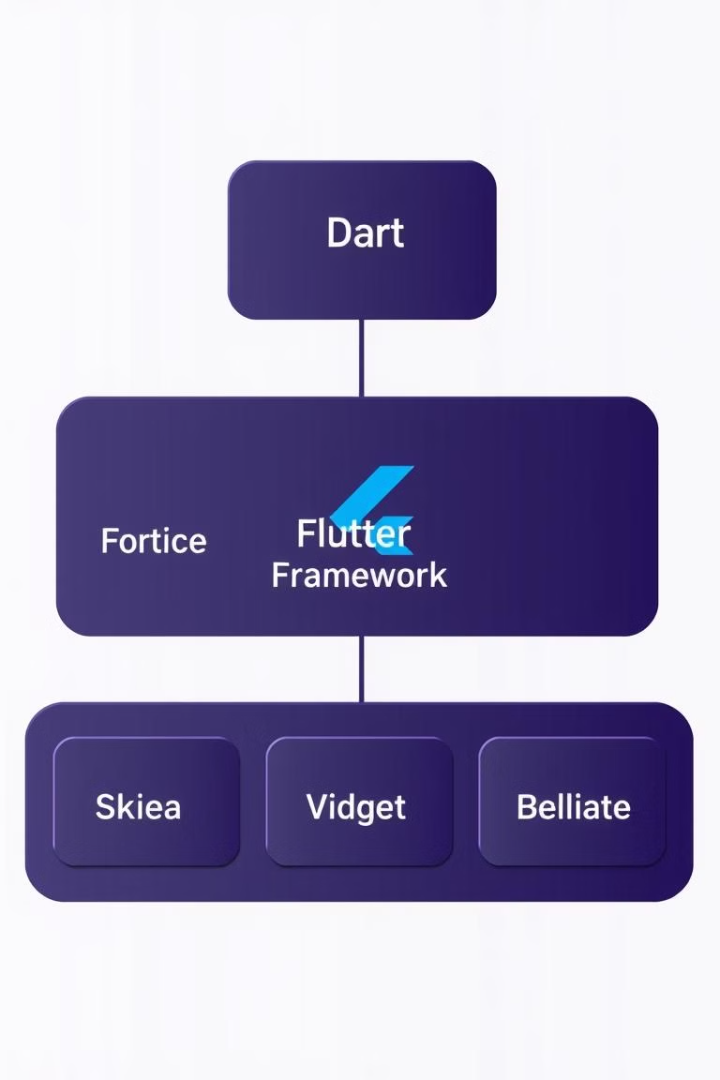 Dart
Fortice
Flutter
Framework
Skiea
Vidget
Belliate